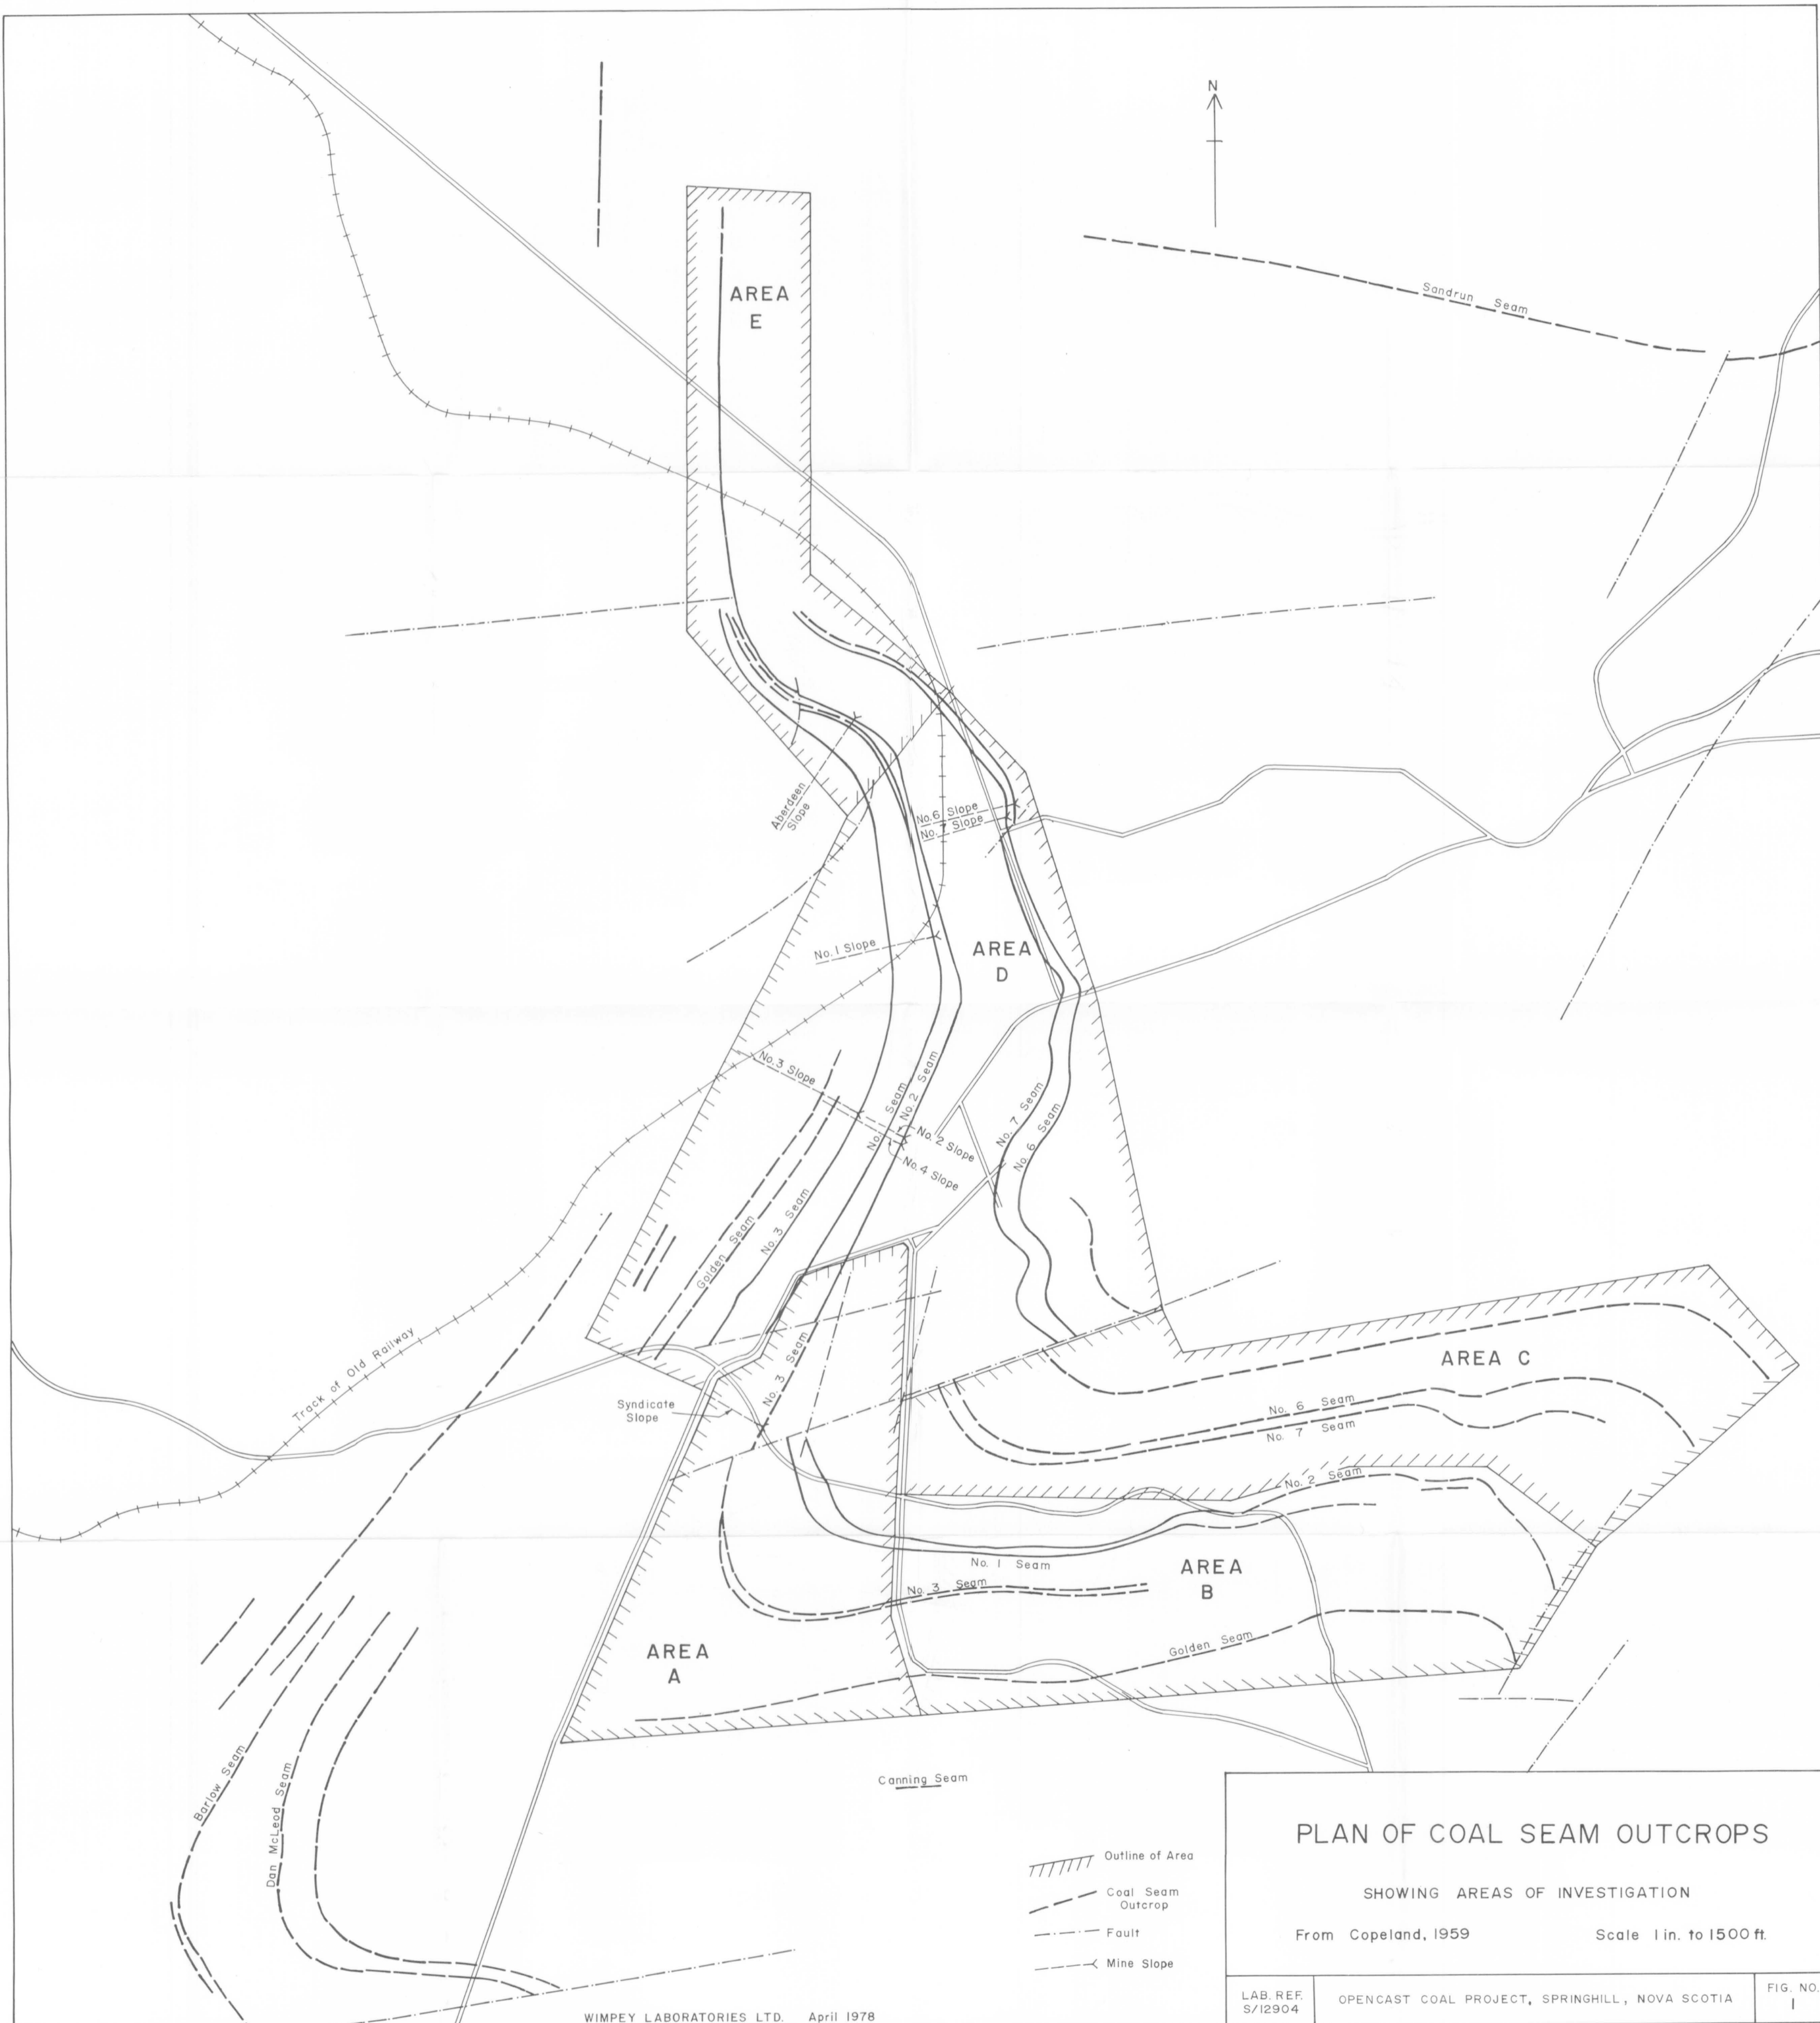 N
AREA
E
Sandrun Seam
Aberdeen
Slope
No. 6 Slope
No. 7 Slope
No. 1 Slope
AREA
D
No. 3 Slope
No. Seam
No. 2 Seam
No. 2 Slope
No. 4 Slope
No. 7 Seam
No. 6 Seam
Golden Seam
No. 3 Seam
Track of Old Railway
No. 3 Seam
Syndicate
Slope
AREA C
No. 6 Seam
No. 7 Seam
No. 2 Seam
No. 1 Seam
No. 3 Seam
AREA
B
Golden Seam
AREA
A
Barlow Seam
Dan McLeod Seam
Canning Seam
Outline of Area
Coal Seam
Outcrop
Fault
Mine Slope
PLAN OF COAL SEAM OUTCROPS
SHOWING AREAS OF INVESTIGATION
From Copeland, 1959 Scale 1 in. to 1500 ft.
LAB. REF.
S/12904
OPENCAST COAL PROJECT, SPRINGHILL, NOVA SCOTIA
FIG. NO.
1
WIMPEY LABORATORIES LTD. April 1978